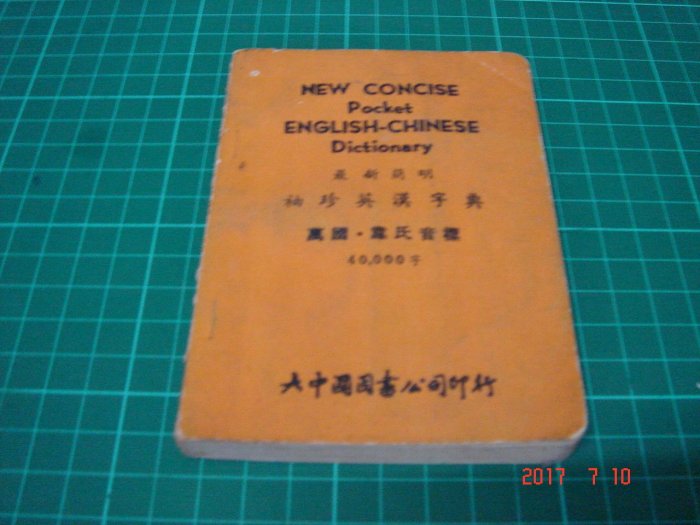 NEW CONCISE
Pocket
ENGLISH-CHINESE
Dictionary
最新簡明
袖珍英漢字典
萬國·韋氏音標
40,000字
大中國圖書公司印行
2017 7 10